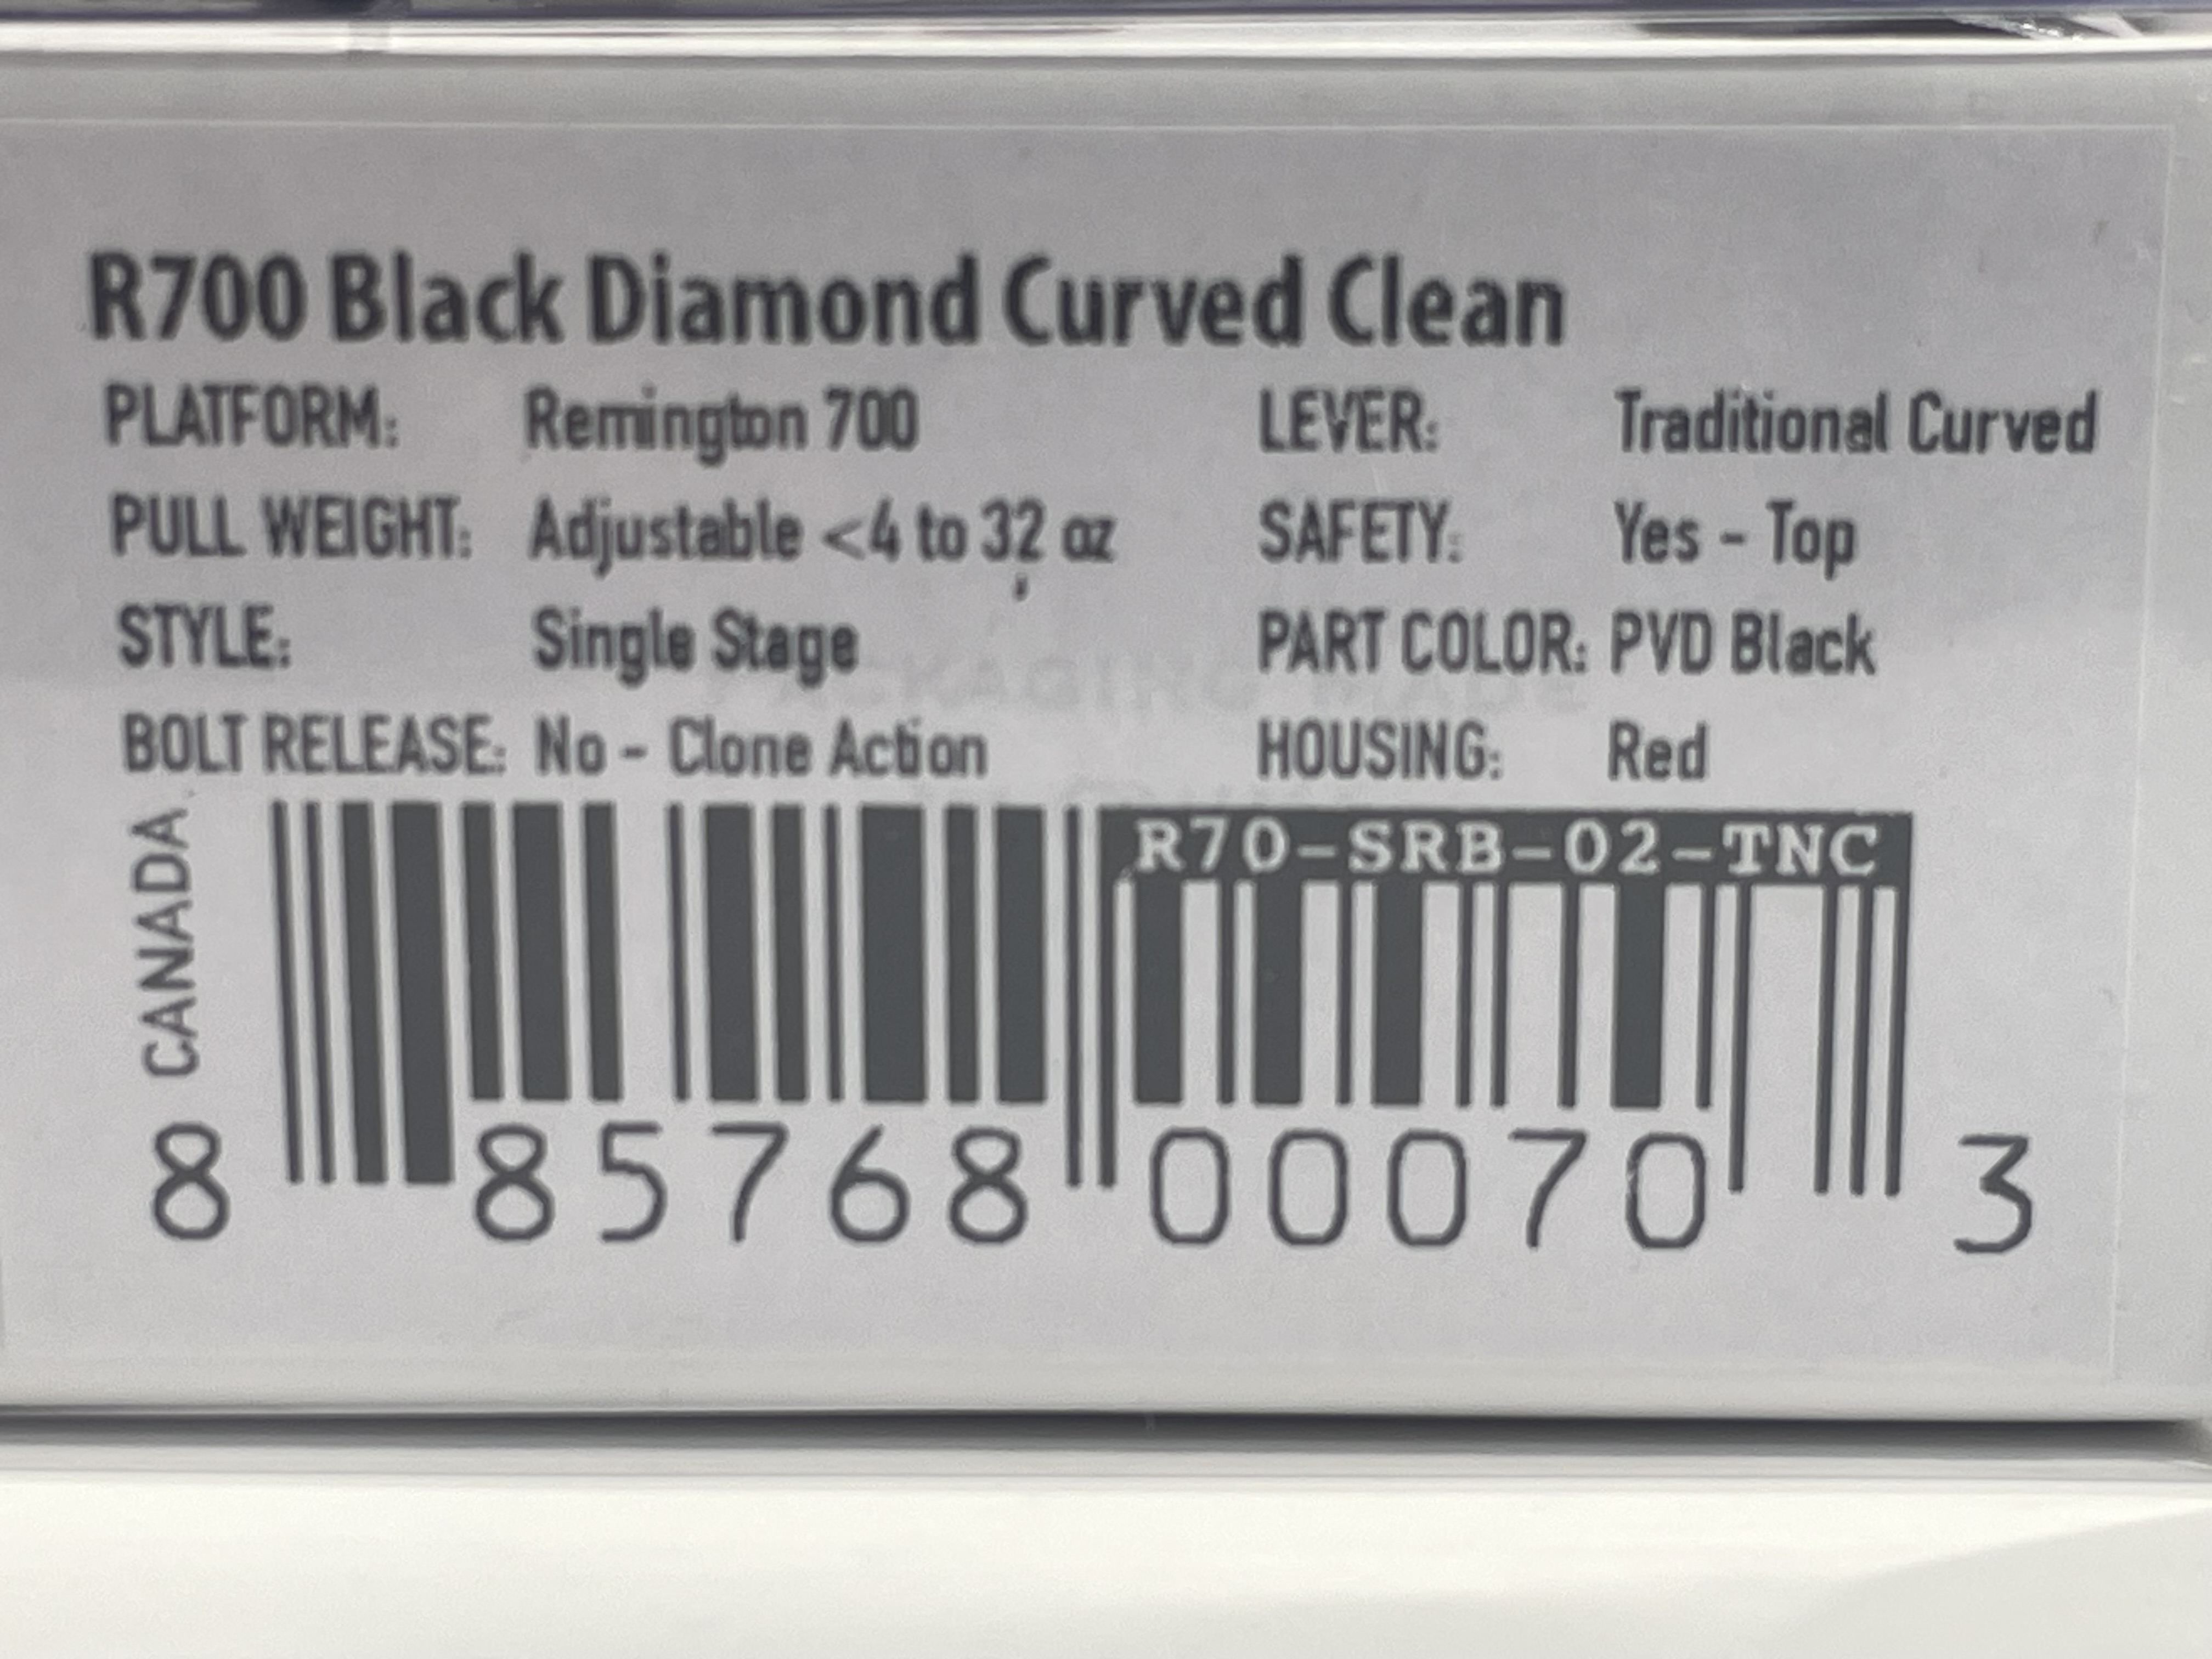 R700 Black Diamond Curved Clean
PLATFORM: Remington 700 LEVER: Traditional Curved
PULL WEIGHT: Adjustable <4 to 32 oz SAFETY: Yes - Top
STYLE: Single Stage PART COLOR: PVD Black
PACKAGING MADE
BOLT RELEASE: No - Clone Action HOUSING: Red
CANADA
R70-SRB-02-TNC
8 85768 00070 3